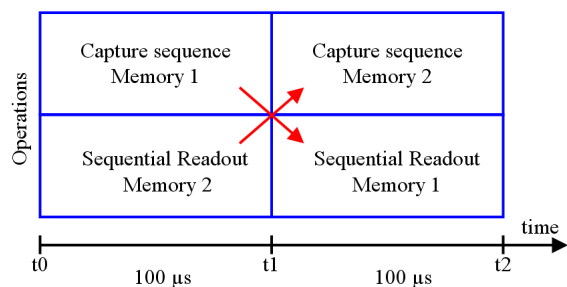 Operations
Capture sequence
Memory 1
Capture sequence
Memory 2
Sequential Readout
Memory 2
Sequential Readout
Memory 1
time
t0
t1
t2
100 µs
100 µs